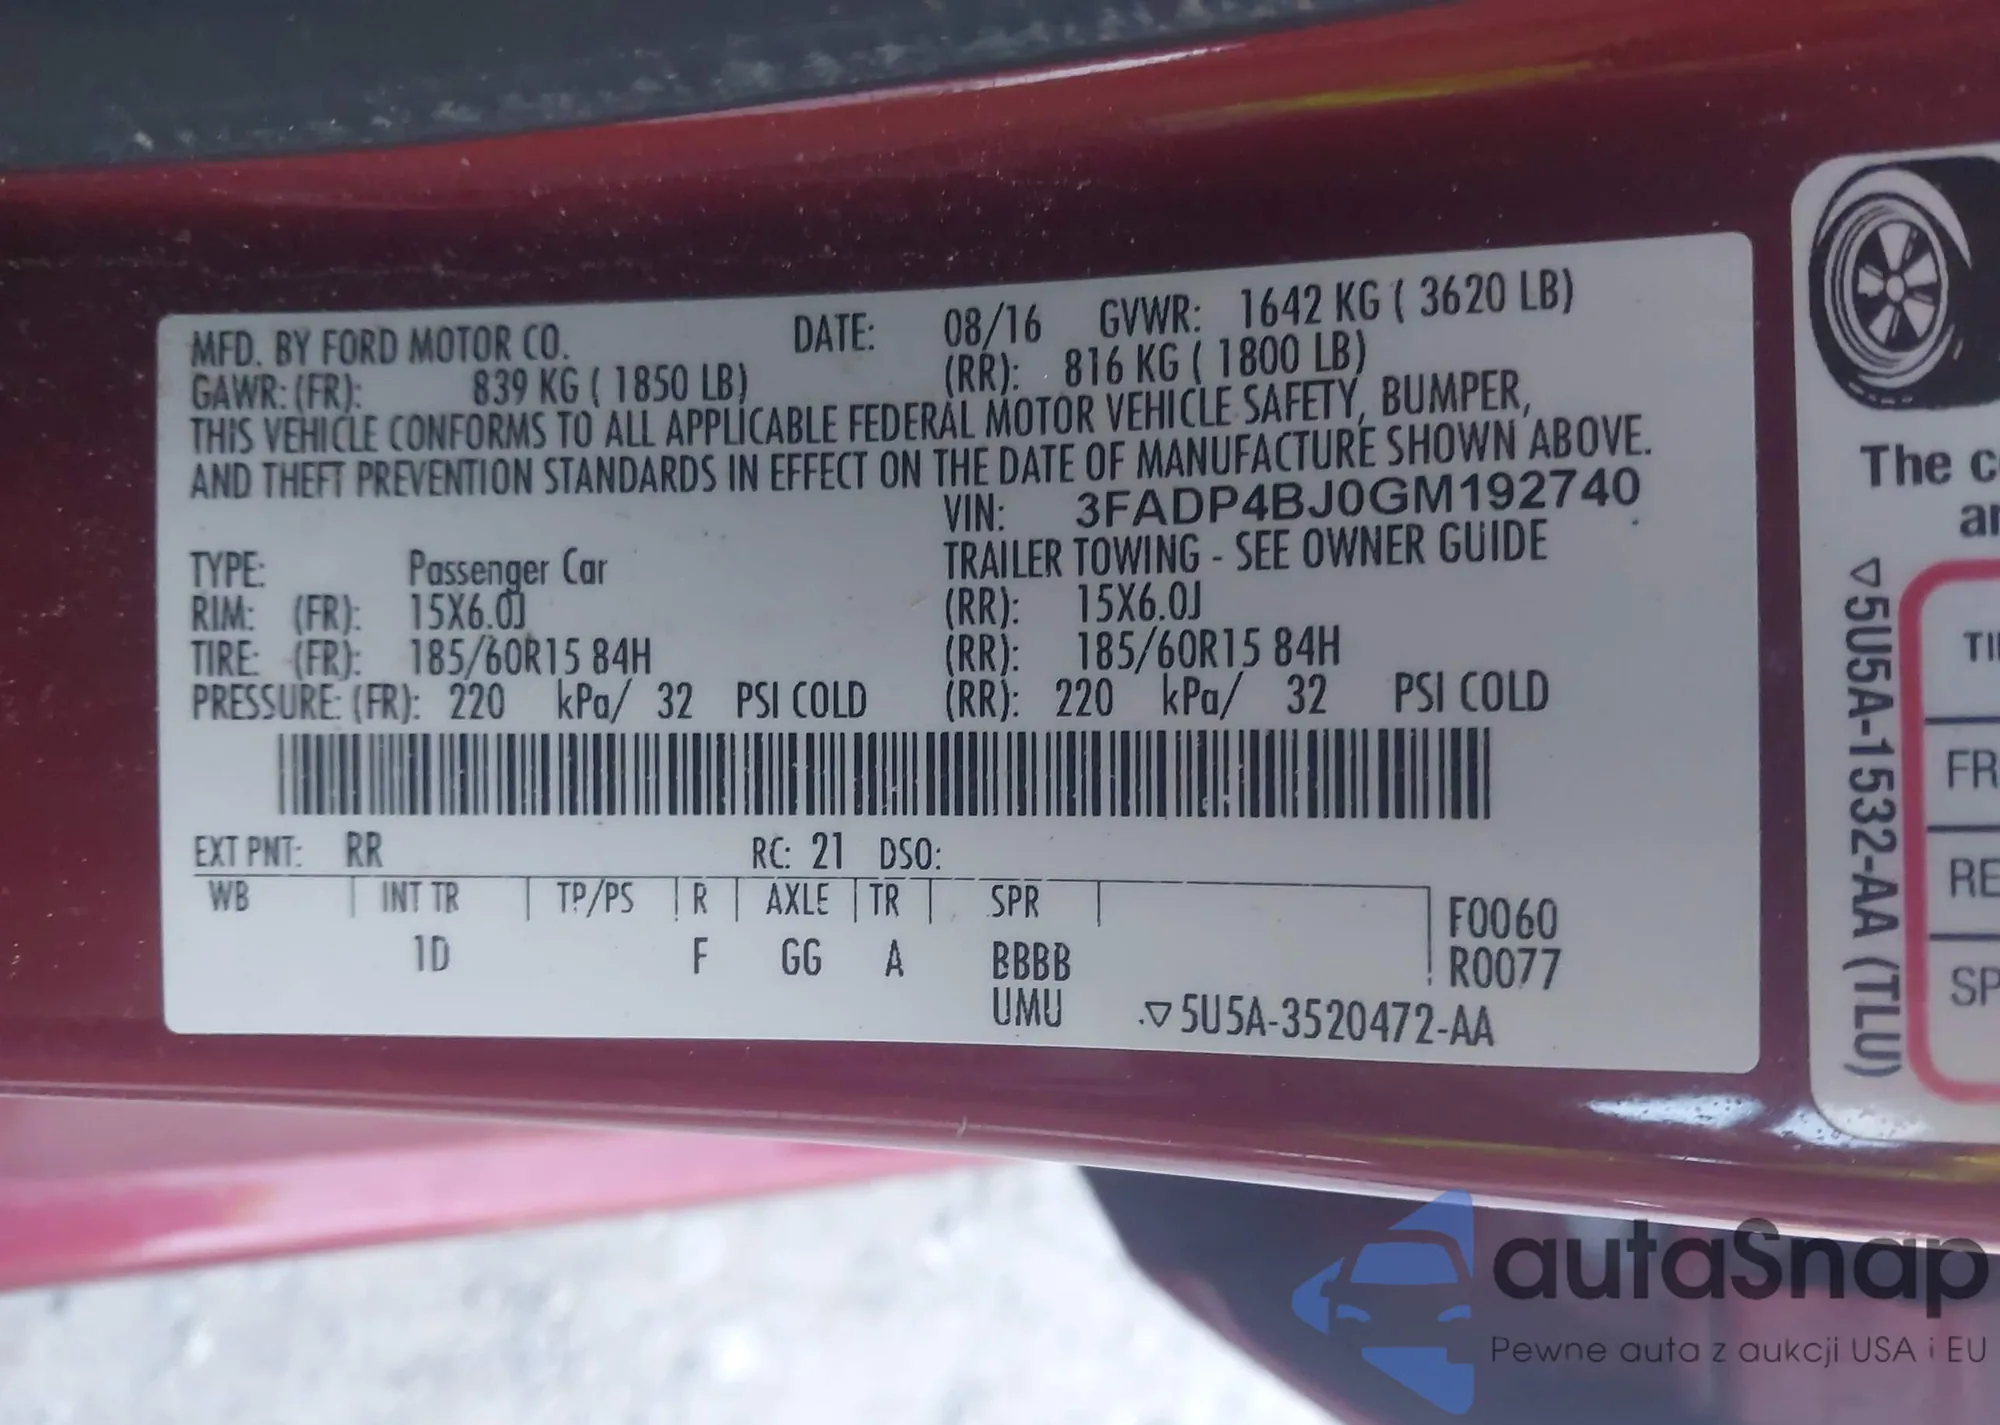 MFD. BY FORD MOTOR CO. DATE: 08/16 GVWR: 1642 KG ( 3620 LB)
GAWR: (FR): 839 KG ( 1850 LB) (RR): 816 KG ( 1800 LB)
THIS VEHICLE CONFORMS TO ALL APPLICABLE FEDERAL MOTOR VEHICLE SAFETY, BUMPER,
AND THEFT PREVENTION STANDARDS IN EFFECT ON THE DATE OF MANUFACTURE SHOWN ABOVE.
VIN: 3FADP4BJ0GM192740
TYPE: Passenger Car TRAILER TOWING - SEE OWNER GUIDE
RIM: (FR): 15X6.0J (RR): 15X6.0J
TIRE: (FR): 185/60R15 84H (RR): 185/60R15 84H
PRESSURE: (FR): 220 kPa/ 32 PSI COLD (RR): 220 kPa/ 32 PSI COLD
EXT PNT: RR RC: 21 DSO:
WB INT TR TP/PS R AXLE TR SPR
1D F GG A BBBB
UMU
F0060
R0077
▽5U5A-3520472-AA
The c
an
▽5U5A-1532-AA (TLU)
TI
FR
RE
SP
autaSnap
Pewne auta z aukcji USA i EU